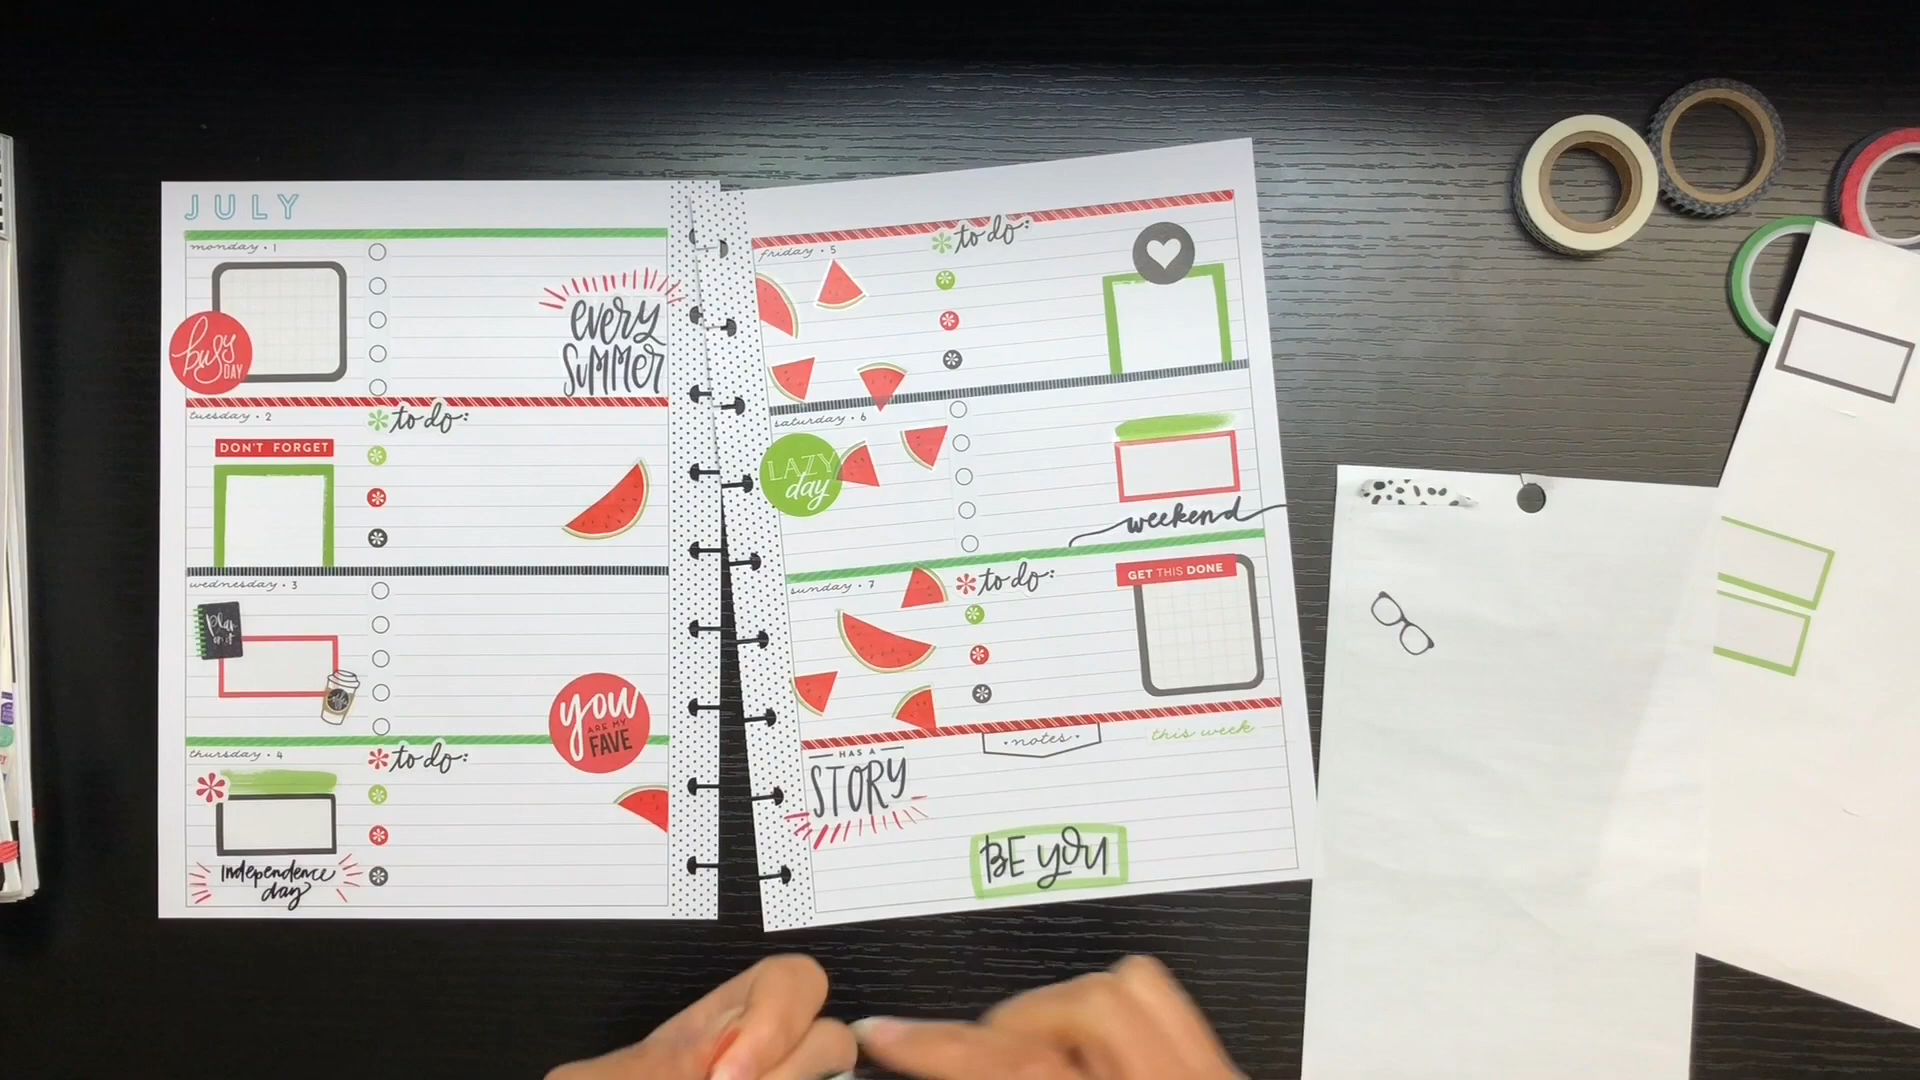 JULY
monday • 1
busy
DAY
every
SUMMER
tuesday • 2
to do:
DON'T FORGET
wednesday • 3
plan
on it
you
ARE MY
FAVE
thursday • 4
to do:
independence
day
friday • 5
to do:
saturday • 6
LAZY
day
weekend
sunday • 7
to do:
GET THIS DONE
• notes •
this week
HAS A
STORY
BE YOU